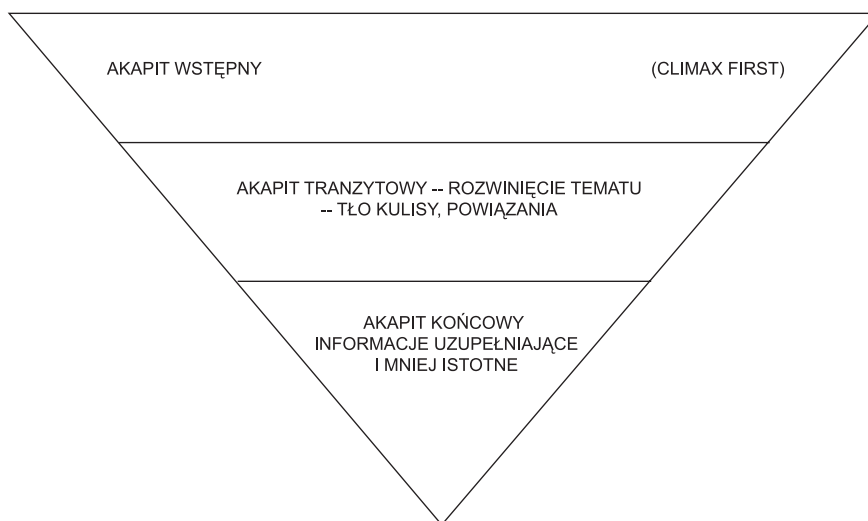 AKAPIT WSTĘPNY (CLIMAX FIRST)
AKAPIT TRANZYTOWY -- ROZWINIĘCIE TEMATU
-- TŁO KULISY, POWIĄZANIA
AKAPIT KOŃCOWY
INFORMACJE UZUPEŁNIAJĄCE
I MNIEJ ISTOTNE